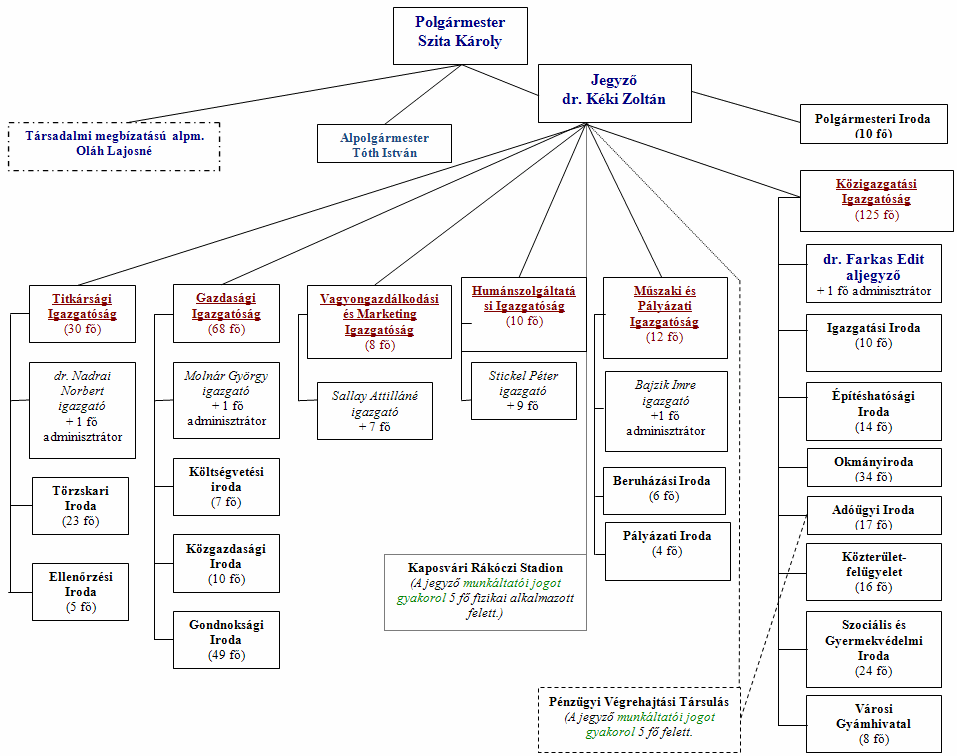 Polgármester
Szita Károly
Jegyző
dr. Kéki Zoltán
Társadalmi megbízatású alpm.
Oláh Lajosné
Alpolgármester
Tóth István
Polgármesteri Iroda
(10 fő)
Közigazgatási
Igazgatóság
(125 fő)
dr. Farkas Edit
aljegyző
+ 1 fő adminisztrátor
Igazgatási Iroda
(10 fő)
Építéshatósági
Iroda
(14 fő)
Okmányiroda
(34 fő)
Adóügyi Iroda
(17 fő)
Közterület-
felügyelet
(16 fő)
Szociális és
Gyermekvédelmi
Iroda
(24 fő)
Városi
Gyámhivatal
(8 fő)
Titkársági
Igazgatóság
(30 fő)
dr. Nadrai
Norbert
igazgató
+ 1 fő
adminisztrátor
Törzskari
Iroda
(23 fő)
Ellenőrzési
Iroda
(5 fő)
Gazdasági
Igazgatóság
(68 fő)
Molnár György
igazgató
+ 1 fő
adminisztrátor
Költségvetési
iroda
(7 fő)
Közgazdasági
Iroda
(10 fő)
Gondnoksági
Iroda
(49 fő)
Vagyongazdálkodási
és Marketing
Igazgatóság
(8 fő)
Sallay Attilláné
igazgató
+ 7 fő
Humánszolgáltatá
si Igazgatóság
(10 fő)
Stickel Péter
igazgató
+ 9 fő
Műszaki és
Pályázati
Igazgatóság
(12 fő)
Bajzik Imre
igazgató
+1 fő
adminisztrátor
Beruházási Iroda
(6 fő)
Pályázati Iroda
(4 fő)
Kaposvári Rákóczi Stadion
(A jegyző munkáltatói jogot
gyakorol 5 fő fizikai alkalmazott
felett.)
Pénzügyi Végrehajtási Társulás
(A jegyző munkáltatói jogot
gyakorol 5 fő felett.